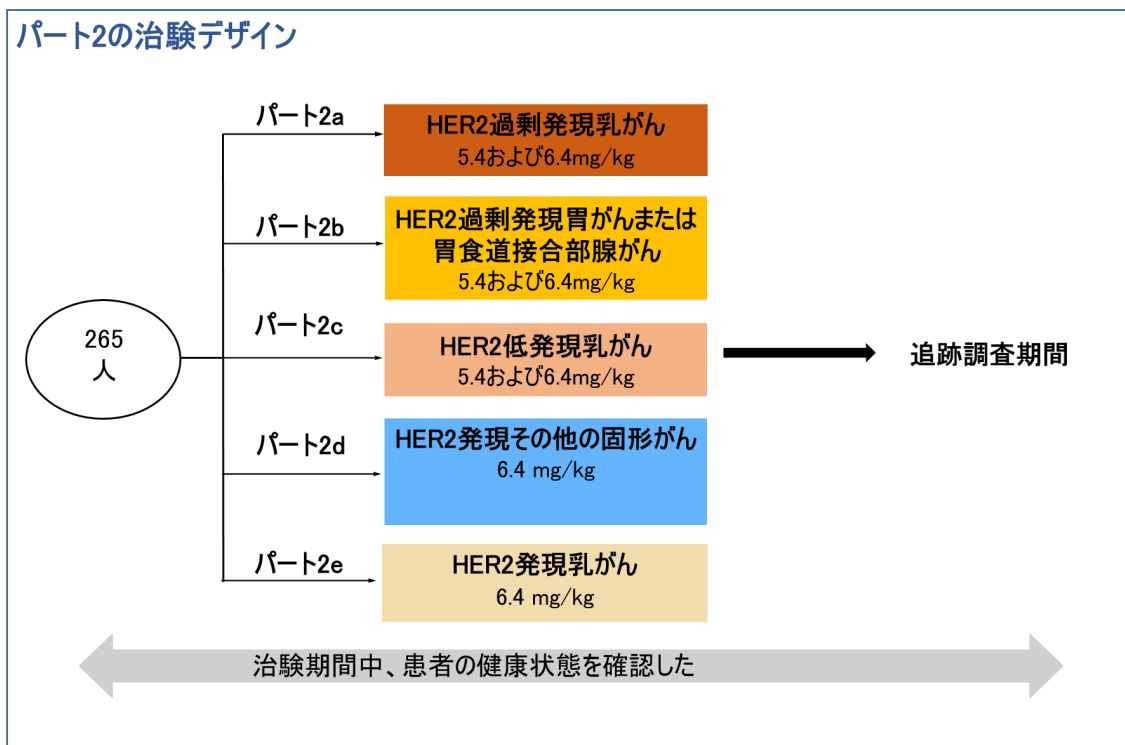 パート2の治験デザイン
パート2a
HER2過剰発現乳がん
5.4および6.4mg/kg
パート2b
HER2過剰発現胃がんまたは
胃食道接合部腺がん
5.4および6.4mg/kg
265
人
パート2c
HER2低発現乳がん
5.4および6.4mg/kg
追跡調査期間
パート2d
HER2発現その他の固形がん
6.4 mg/kg
パート2e
HER2発現乳がん
6.4 mg/kg
治験期間中、患者の健康状態を確認した